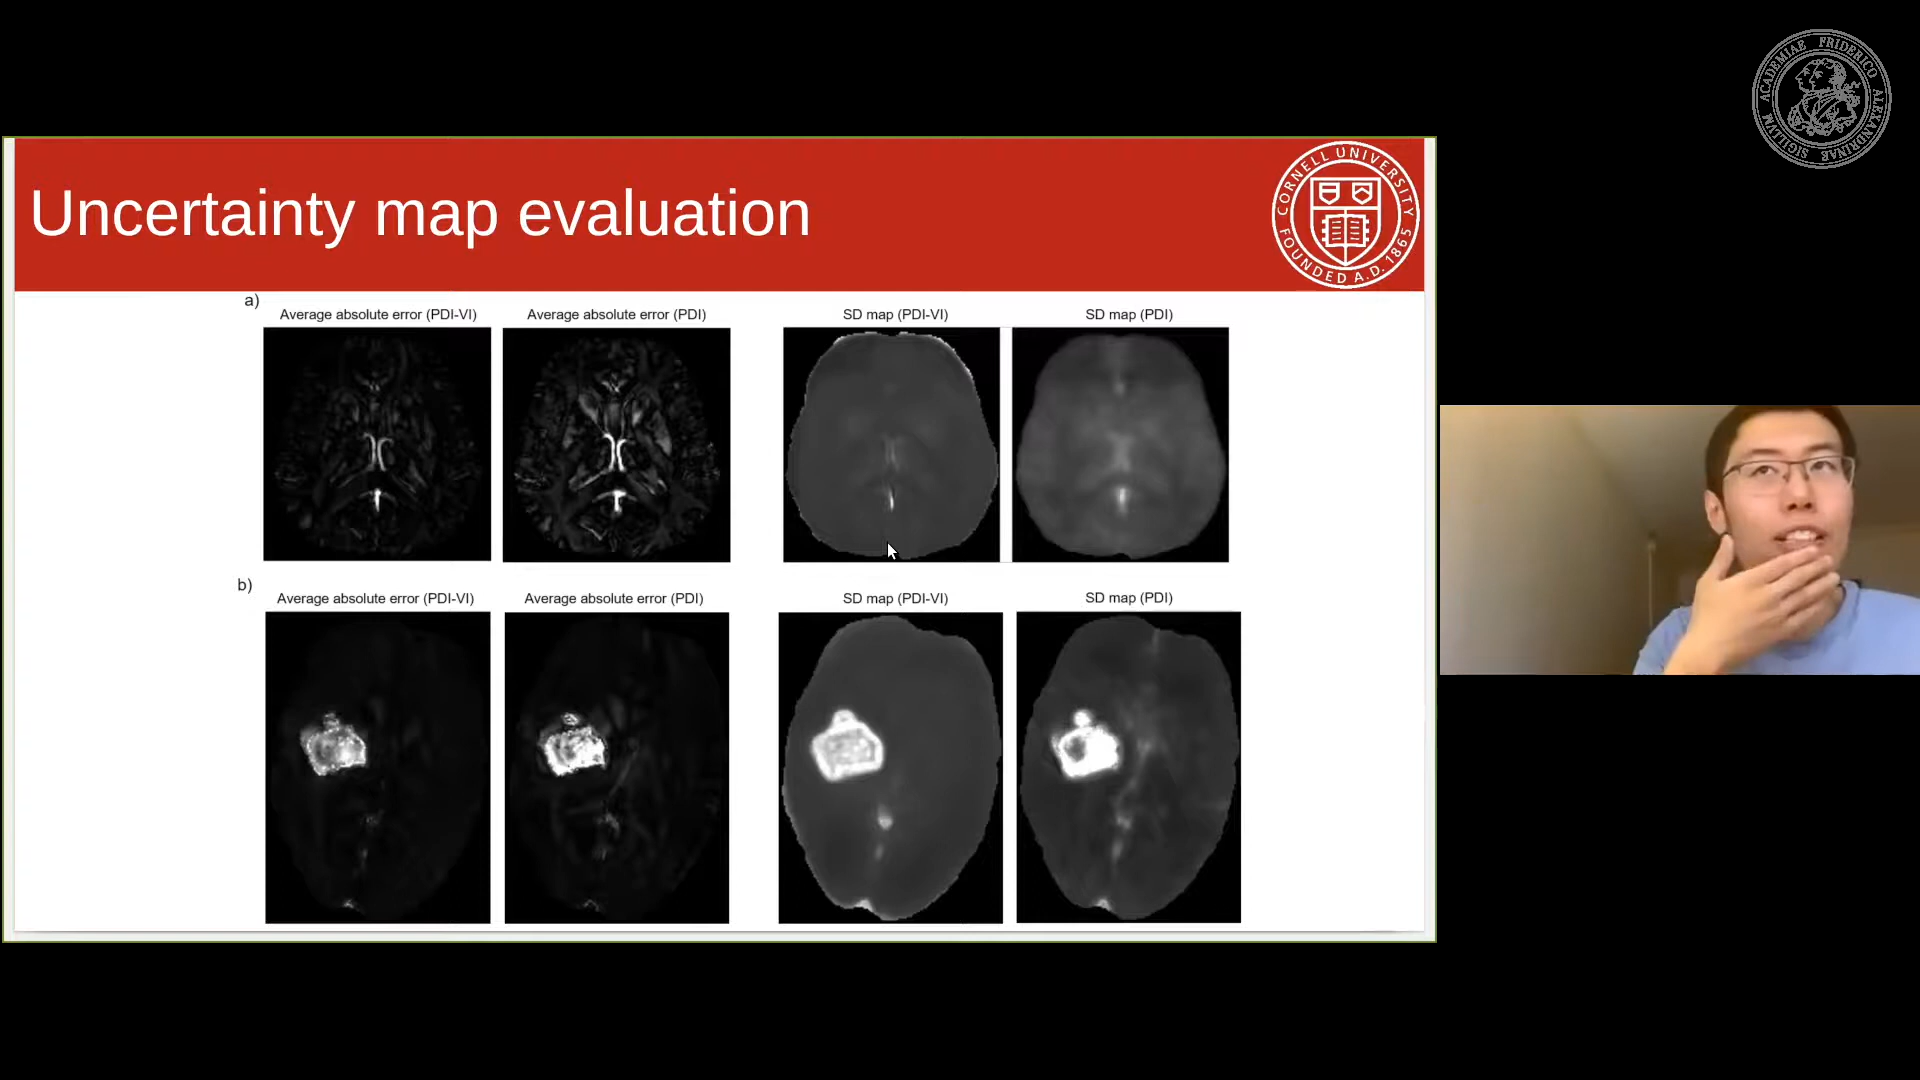 ACADEMIAE FRIDERICO ALEXANDRINAE SIGILLVM
Uncertainty map evaluation
CORNELL UNIVERSITY
FOUNDED A.D. 1865
a)
Average absolute error (PDI-VI) Average absolute error (PDI) SD map (PDI-VI) SD map (PDI)
b)
Average absolute error (PDI-VI) Average absolute error (PDI) SD map (PDI-VI) SD map (PDI)